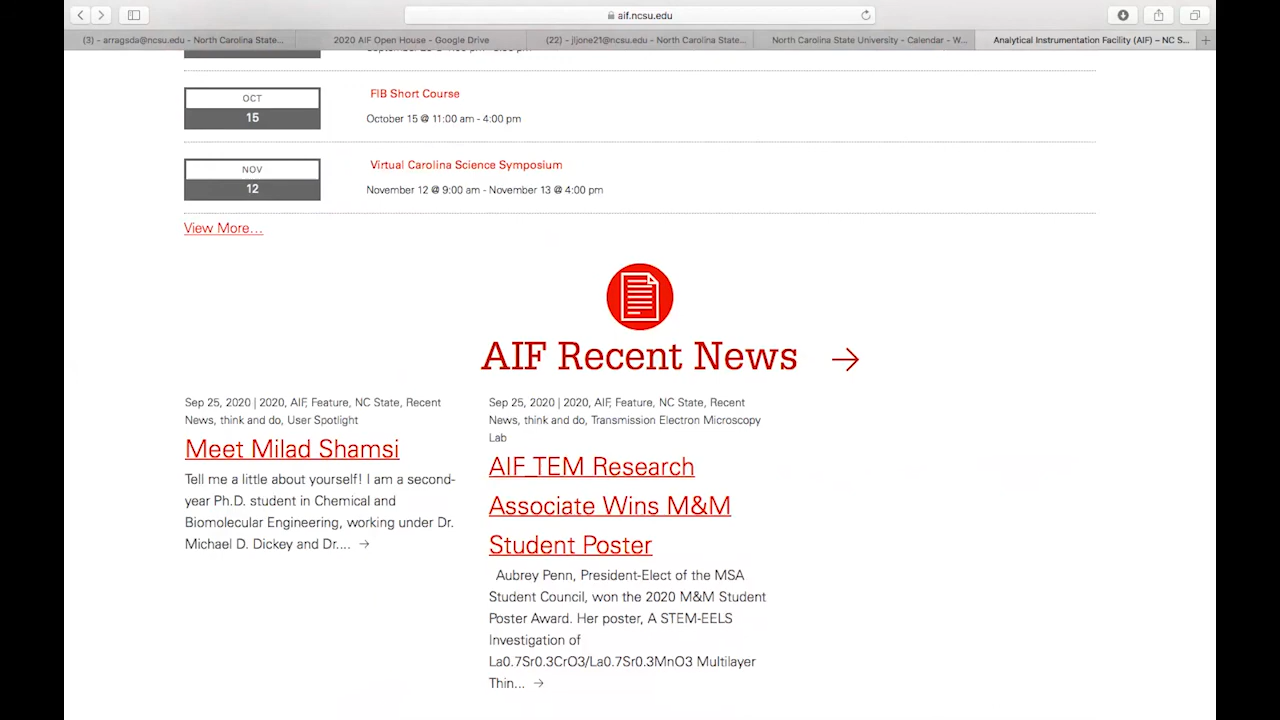 aif.ncsu.edu
(3) - arragsda@ncsu.edu - North Carolina State...
2020 AIF Open House - Google Drive
(22) - jljone21@ncsu.edu - North Carolina State...
North Carolina State University - Calendar - W...
Analytical Instrumentation Facility (AIF) – NC S...
OCT
15
FIB Short Course
October 15 @ 11:00 am - 4:00 pm
NOV
12
Virtual Carolina Science Symposium
November 12 @ 9:00 am - November 13 @ 4:00 pm
View More...
AIF Recent News
Sep 25, 2020 | 2020, AIF, Feature, NC State, Recent
News, think and do, User Spotlight
Meet Milad Shamsi
Tell me a little about yourself! I am a second-
year Ph.D. student in Chemical and
Biomolecular Engineering, working under Dr.
Michael D. Dickey and Dr....
Sep 25, 2020 | 2020, AIF, Feature, NC State, Recent
News, think and do, Transmission Electron Microscopy
Lab
AIF_TEM Research
Associate Wins M&M
Student Poster
Aubrey Penn, President-Elect of the MSA
Student Council, won the 2020 M&M Student
Poster Award. Her poster, A STEM-EELS
Investigation of
La0.7Sr0.3CrO3/La0.7Sr0.3MnO3 Multilayer
Thin...